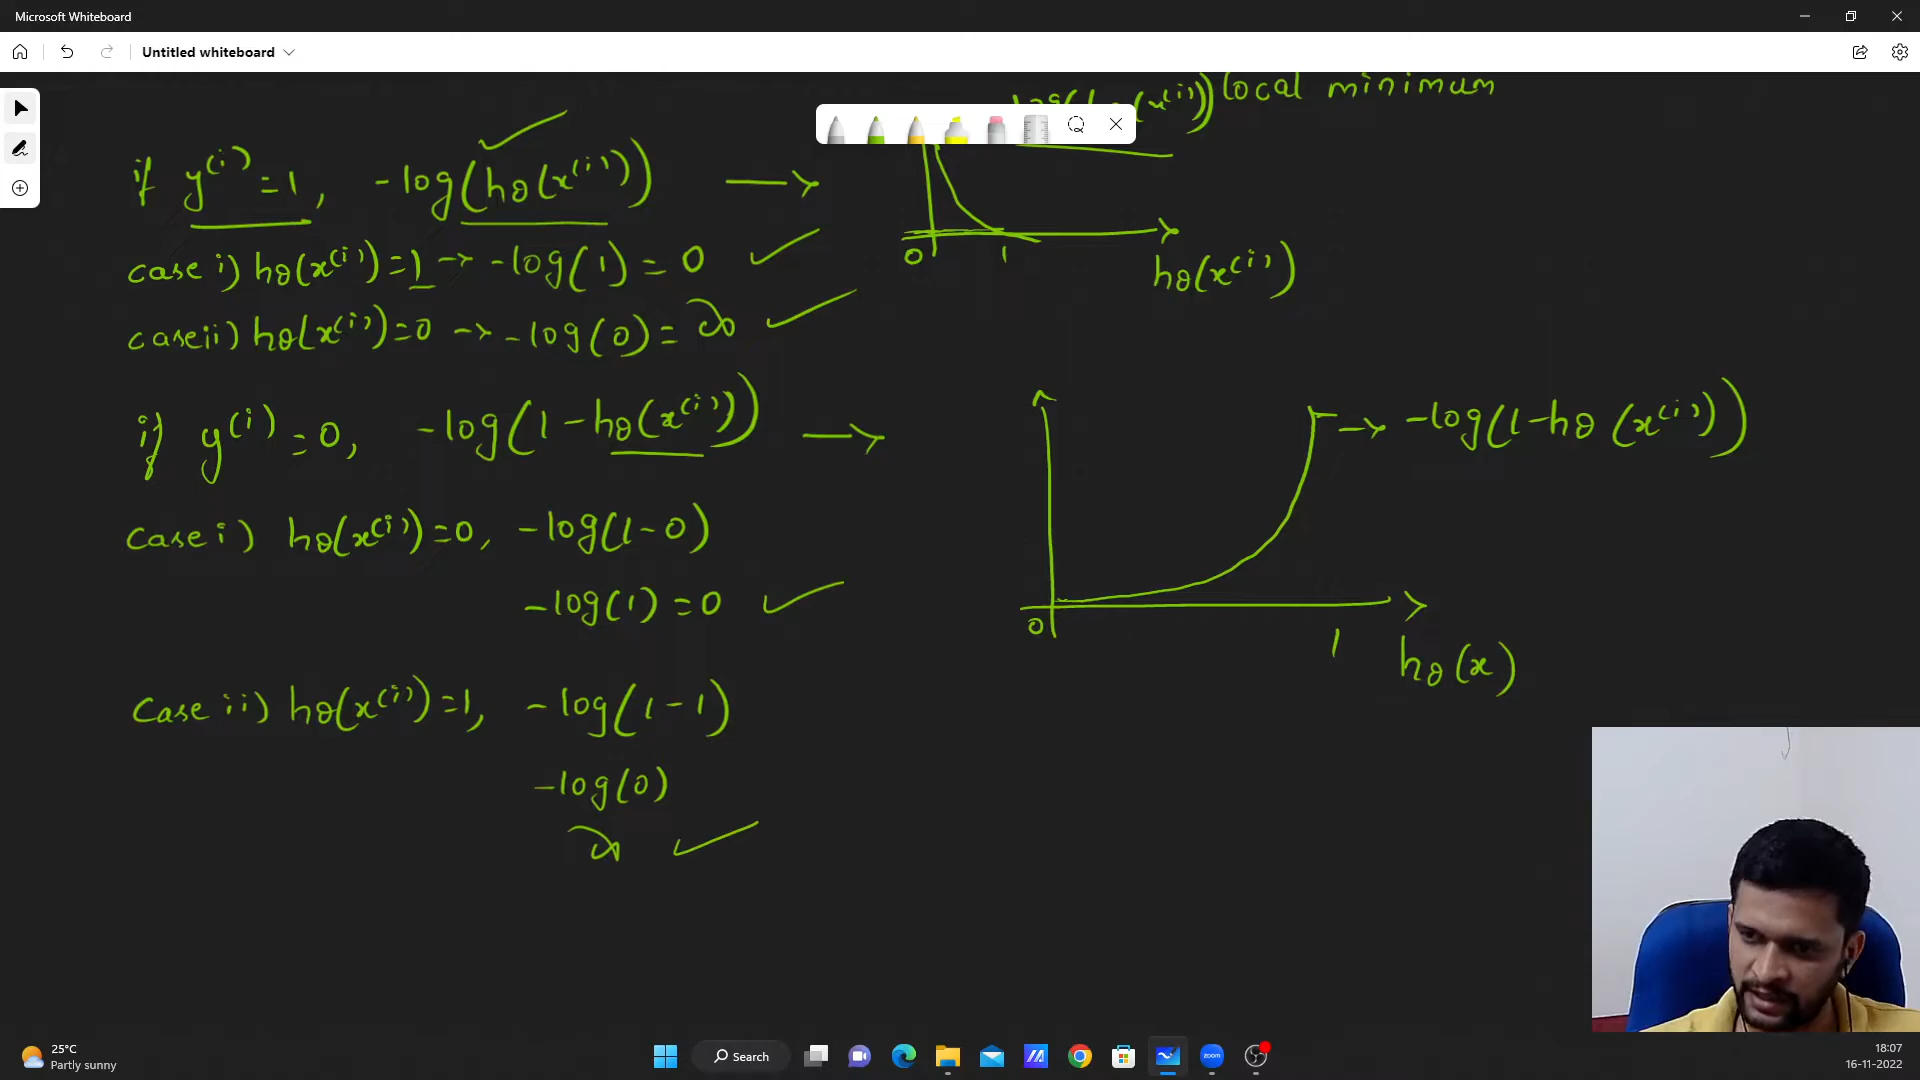 Microsoft Whiteboard
Untitled whiteboard
local minimum
if y⁽ⁱ⁾ = 1, -log(hθ(x⁽ⁱ⁾)) →
case i) hθ(x⁽ⁱ⁾) = 1 → -log(1) = 0 ✓
case ii) hθ(x⁽ⁱ⁾) = 0 → -log(0) = ∞ ✓
0 1
hθ(x⁽ⁱ⁾)
if y⁽ⁱ⁾ = 0, -log(1 - hθ(x⁽ⁱ⁾)) →
→ -log(1-hθ(x⁽ⁱ⁾))
case i) hθ(x⁽ⁱ⁾) = 0, -log(1-0)
-log(1) = 0 ✓
0 1
hθ(x)
Case ii) hθ(x⁽ⁱ⁾) = 1, -log(1-1)
-log(0)
∞ ✓
25°C
Partly sunny
Search
zoom
18:07
16-11-2022